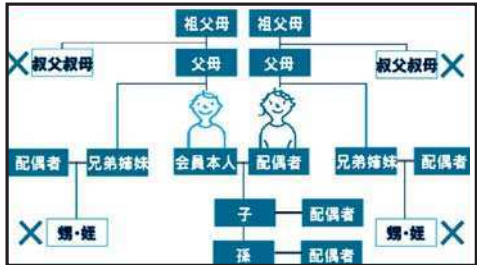 祖父母 祖父母
×叔父叔母 父母 父母 叔父叔母×
配偶者 兄弟姉妹 会員本人 配偶者 兄弟姉妹 配偶者
×甥・姪 子 配偶者 甥・姪×
孫 配偶者